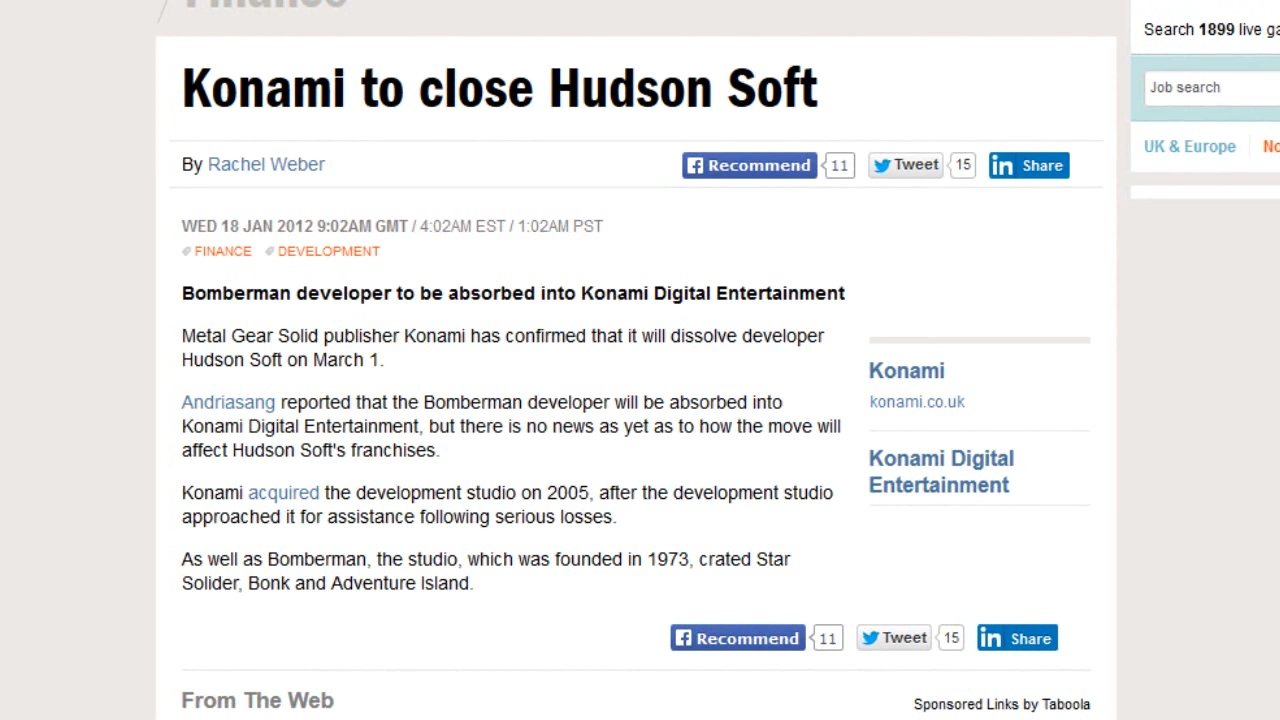 Finance
Konami to close Hudson Soft
By Rachel Weber
Recommend 11 Tweet 15 Share
WED 18 JAN 2012 9:02AM GMT / 4:02AM EST / 1:02AM PST
FINANCE DEVELOPMENT
Bomberman developer to be absorbed into Konami Digital Entertainment
Metal Gear Solid publisher Konami has confirmed that it will dissolve developer
Hudson Soft on March 1.
Andriasang reported that the Bomberman developer will be absorbed into
Konami Digital Entertainment, but there is no news as yet as to how the move will
affect Hudson Soft's franchises.
Konami acquired the development studio on 2005, after the development studio
approached it for assistance following serious losses.
As well as Bomberman, the studio, which was founded in 1973, crated Star
Solider, Bonk and Adventure Island.
Recommend 11 Tweet 15 Share
From The Web
Sponsored Links by Taboola
Konami
konami.co.uk
Konami Digital
Entertainment
Search 1899 live ga
Job search
UK & Europe No